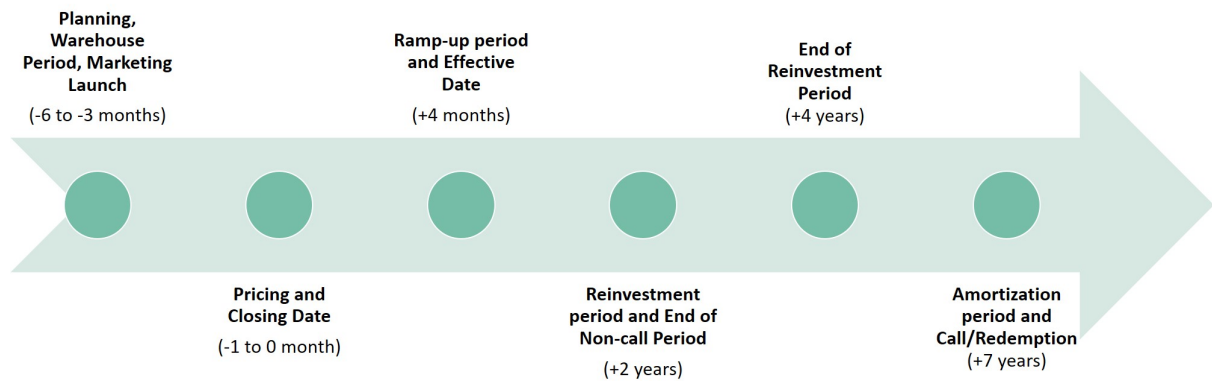 Planning,
Warehouse
Period, Marketing
Launch
(-6 to -3 months)
Pricing and
Closing Date
(-1 to 0 month)
Ramp-up period
and Effective
Date
(+4 months)
Reinvestment
period and End of
Non-call Period
(+2 years)
End of
Reinvestment
Period
(+4 years)
Amortization
period and
Call/Redemption
(+7 years)